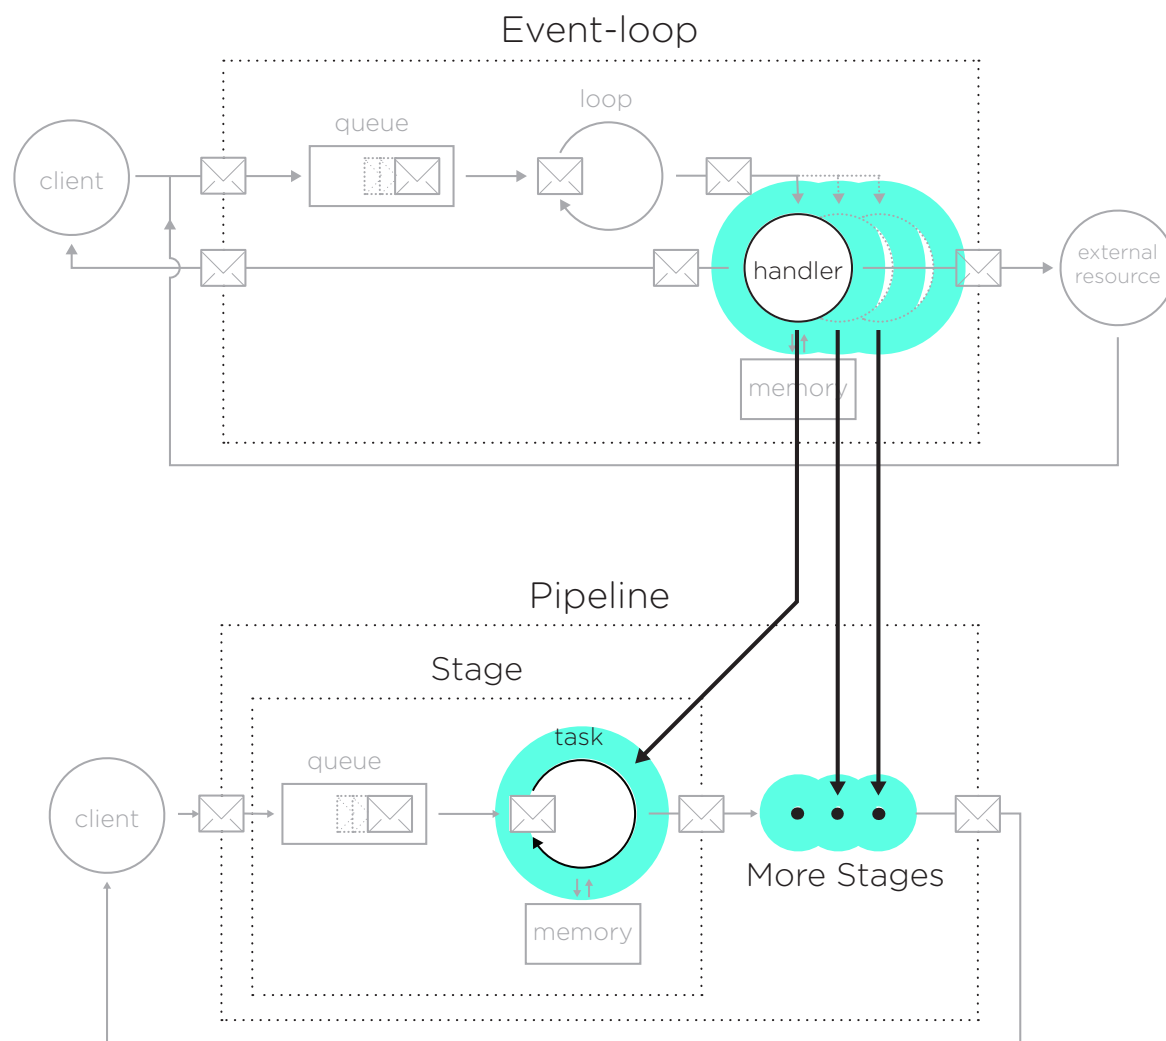 Event-loop
loop
queue
client
handler
external
resource
memory
Pipeline
Stage
task
queue
client
More Stages
memory